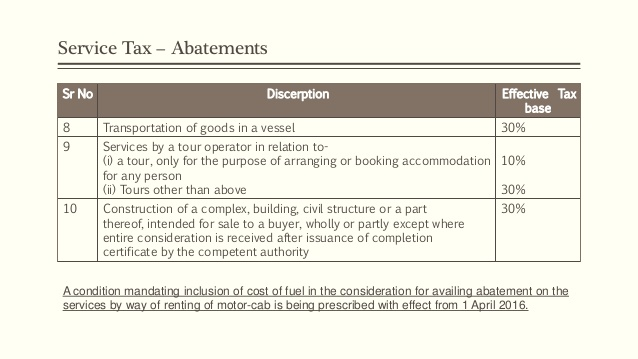 Service Tax – Abatements
Sr No Discerption Effective Tax
base
8 Transportation of goods in a vessel 30%
9 Services by a tour operator in relation to-
(i) a tour, only for the purpose of arranging or booking accommodation 10%
for any person
(ii) Tours other than above 30%
10 Construction of a complex, building, civil structure or a part 30%
thereof, intended for sale to a buyer, wholly or partly except where
entire consideration is received after issuance of completion
certificate by the competent authority
A condition mandating inclusion of cost of fuel in the consideration for availing abatement on the
services by way of renting of motor-cab is being prescribed with effect from 1 April 2016.